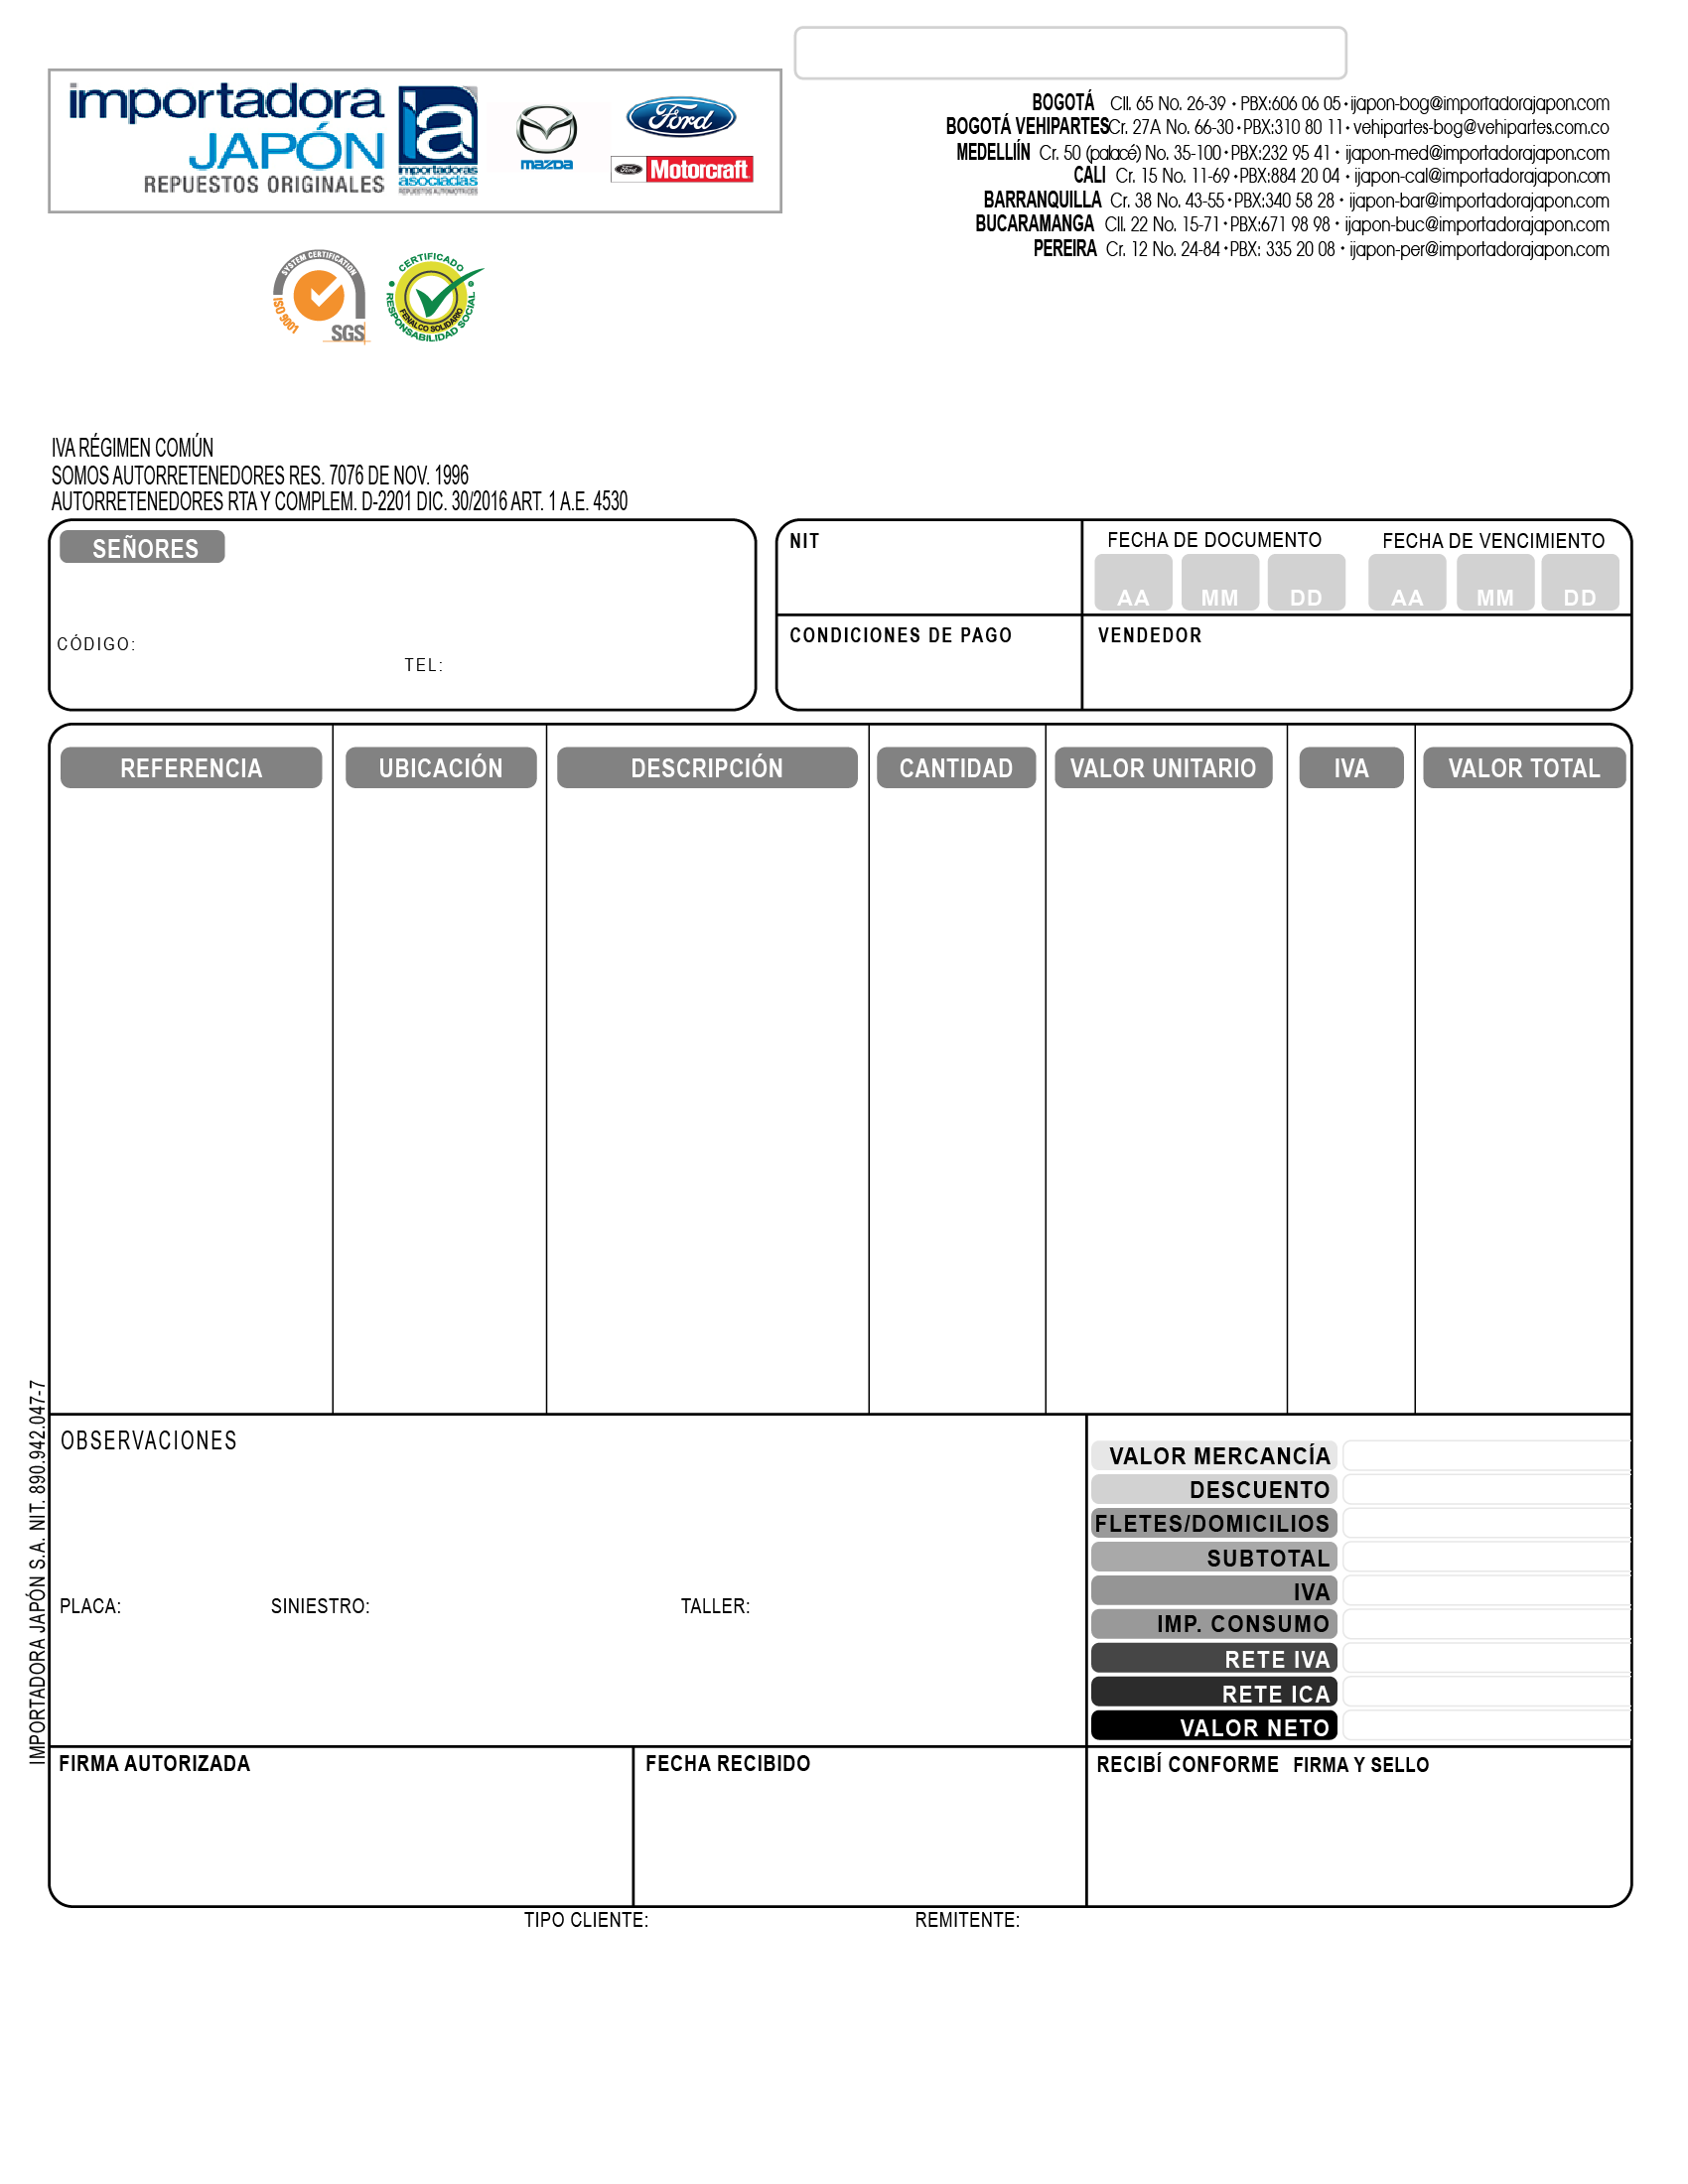 importadora
JAPÓN
REPUESTOS ORIGINALES
ia
importadoras
asociadas
REPUESTOS AUTOMOTRICES
mazda
Ford
Ford Motorcraft
BOGOTÁ Cll. 65 No. 26-39 • PBX:606 06 05 • ijapon-bog@importadorajapon.com
BOGOTÁ VEHIPARTES Cr. 27A No. 66-30 • PBX:310 80 11 • vehipartes-bog@vehipartes.com.co
MEDELLIÍN Cr. 50 (palacé) No. 35-100 • PBX:232 95 41 • ijapon-med@importadorajapon.com
CALI Cr. 15 No. 11-69 • PBX:884 20 04 • ijapon-cal@importadorajapon.com
BARRANQUILLA Cr. 38 No. 43-55 • PBX:340 58 28 • ijapon-bar@importadorajapon.com
BUCARAMANGA Cll. 22 No. 15-71 • PBX:671 98 98 • ijapon-buc@importadorajapon.com
PEREIRA Cr. 12 No. 24-84 • PBX: 335 20 08 • ijapon-per@importadorajapon.com
SYSTEM CERTIFICATION
ISO 9001
SGS
CERTIFICADO
RESPONSABILIDAD SOCIAL
FENALCO SOLIDARIO
IVA RÉGIMEN COMÚN
SOMOS AUTORRETENEDORES RES. 7076 DE NOV. 1996
AUTORRETENEDORES RTA Y COMPLEM. D-2201 DIC. 30/2016 ART. 1 A.E. 4530
SEÑORES
CÓDIGO:
TEL:
NIT
FECHA DE DOCUMENTO
AA MM DD
FECHA DE VENCIMIENTO
AA MM DD
CONDICIONES DE PAGO
VENDEDOR
REFERENCIA UBICACIÓN DESCRIPCIÓN CANTIDAD VALOR UNITARIO IVA VALOR TOTAL
IMPORTADORA JAPÓN S.A. NIT. 890.942.047-7
OBSERVACIONES
PLACA: SINIESTRO: TALLER:
VALOR MERCANCÍA
DESCUENTO
FLETES/DOMICILIOS
SUBTOTAL
IVA
IMP. CONSUMO
RETE IVA
RETE ICA
VALOR NETO
FIRMA AUTORIZADA
FECHA RECIBIDO
RECIBÍ CONFORME FIRMA Y SELLO
TIPO CLIENTE: REMITENTE: